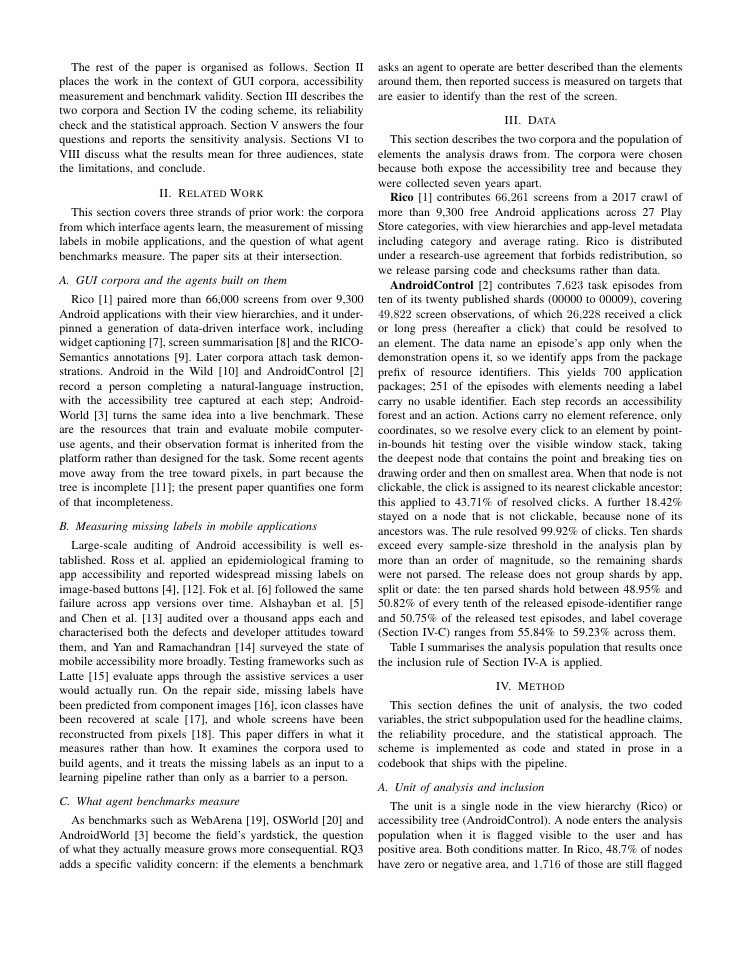 The rest of the paper is organised as follows. Section II
places the work in the context of GUI corpora, accessibility
measurement and benchmark validity. Section III describes the
two corpora and Section IV the coding scheme, its reliability
check and the statistical approach. Section V answers the four
questions and reports the sensitivity analysis. Sections VI to
VIII discuss what the results mean for three audiences, state
the limitations, and conclude.
II. RELATED WORK
This section covers three strands of prior work: the corpora
from which interface agents learn, the measurement of missing
labels in mobile applications, and the question of what agent
benchmarks measure. The paper sits at their intersection.
A. GUI corpora and the agents built on them
Rico [1] paired more than 66,000 screens from over 9,300
Android applications with their view hierarchies, and it under-
pinned a generation of data-driven interface work, including
widget captioning [7], screen summarisation [8] and the RICO-
Semantics annotations [9]. Later corpora attach task demon-
strations. Android in the Wild [10] and AndroidControl [2]
record a person completing a natural-language instruction,
with the accessibility tree captured at each step; Android-
World [3] turns the same idea into a live benchmark. These
are the resources that train and evaluate mobile computer-
use agents, and their observation format is inherited from the
platform rather than designed for the task. Some recent agents
move away from the tree toward pixels, in part because the
tree is incomplete [11]; the present paper quantifies one form
of that incompleteness.
B. Measuring missing labels in mobile applications
Large-scale auditing of Android accessibility is well es-
tablished. Ross et al. applied an epidemiological framing to
app accessibility and reported widespread missing labels on
image-based buttons [4], [12]. Fok et al. [6] followed the same
failure across app versions over time. Alshayban et al. [5]
and Chen et al. [13] audited over a thousand apps each and
characterised both the defects and developer attitudes toward
them, and Yan and Ramachandran [14] surveyed the state of
mobile accessibility more broadly. Testing frameworks such as
Latte [15] evaluate apps through the assistive services a user
would actually run. On the repair side, missing labels have
been predicted from component images [16], icon classes have
been recovered at scale [17], and whole screens have been
reconstructed from pixels [18]. This paper differs in what it
measures rather than how. It examines the corpora used to
build agents, and it treats the missing labels as an input to a
learning pipeline rather than only as a barrier to a person.
C. What agent benchmarks measure
As benchmarks such as WebArena [19], OSWorld [20] and
AndroidWorld [3] become the field's yardstick, the question
of what they actually measure grows more consequential. RQ3
adds a specific validity concern: if the elements a benchmark
asks an agent to operate are better described than the elements
around them, then reported success is measured on targets that
are easier to identify than the rest of the screen.
III. DATA
This section describes the two corpora and the population of
elements the analysis draws from. The corpora were chosen
because both expose the accessibility tree and because they
were collected seven years apart.
Rico [1] contributes 66,261 screens from a 2017 crawl of
more than 9,300 free Android applications across 27 Play
Store categories, with view hierarchies and app-level metadata
including category and average rating. Rico is distributed
under a research-use agreement that forbids redistribution, so
we release parsing code and checksums rather than data.
AndroidControl [2] contributes 7,623 task episodes from
ten of its twenty published shards (00000 to 00009), covering
49,822 screen observations, of which 26,228 received a click
or long press (hereafter a click) that could be resolved to
an element. The data name an episode's app only when the
demonstration opens it, so we identify apps from the package
prefix of resource identifiers. This yields 700 application
packages; 251 of the episodes with elements needing a label
carry no usable identifier. Each step records an accessibility
forest and an action. Actions carry no element reference, only
coordinates, so we resolve every click to an element by point-
in-bounds hit testing over the visible window stack, taking
the deepest node that contains the point and breaking ties on
drawing order and then on smallest area. When that node is not
clickable, the click is assigned to its nearest clickable ancestor;
this applied to 43.71% of resolved clicks. A further 18.42%
stayed on a node that is not clickable, because none of its
ancestors was. The rule resolved 99.92% of clicks. Ten shards
exceed every sample-size threshold in the analysis plan by
more than an order of magnitude, so the remaining shards
were not parsed. The release does not group shards by app,
split or date: the ten parsed shards hold between 48.95% and
50.82% of every tenth of the released episode-identifier range
and 50.75% of the released test episodes, and label coverage
(Section IV-C) ranges from 55.84% to 59.23% across them.
Table I summarises the analysis population that results once
the inclusion rule of Section IV-A is applied.
IV. METHOD
This section defines the unit of analysis, the two coded
variables, the strict subpopulation used for the headline claims,
the reliability procedure, and the statistical approach. The
scheme is implemented as code and stated in prose in a
codebook that ships with the pipeline.
A. Unit of analysis and inclusion
The unit is a single node in the view hierarchy (Rico) or
accessibility tree (AndroidControl). A node enters the analysis
population when it is flagged visible to the user and has
positive area. Both conditions matter. In Rico, 48.7% of nodes
have zero or negative area, and 1,716 of those are still flagged